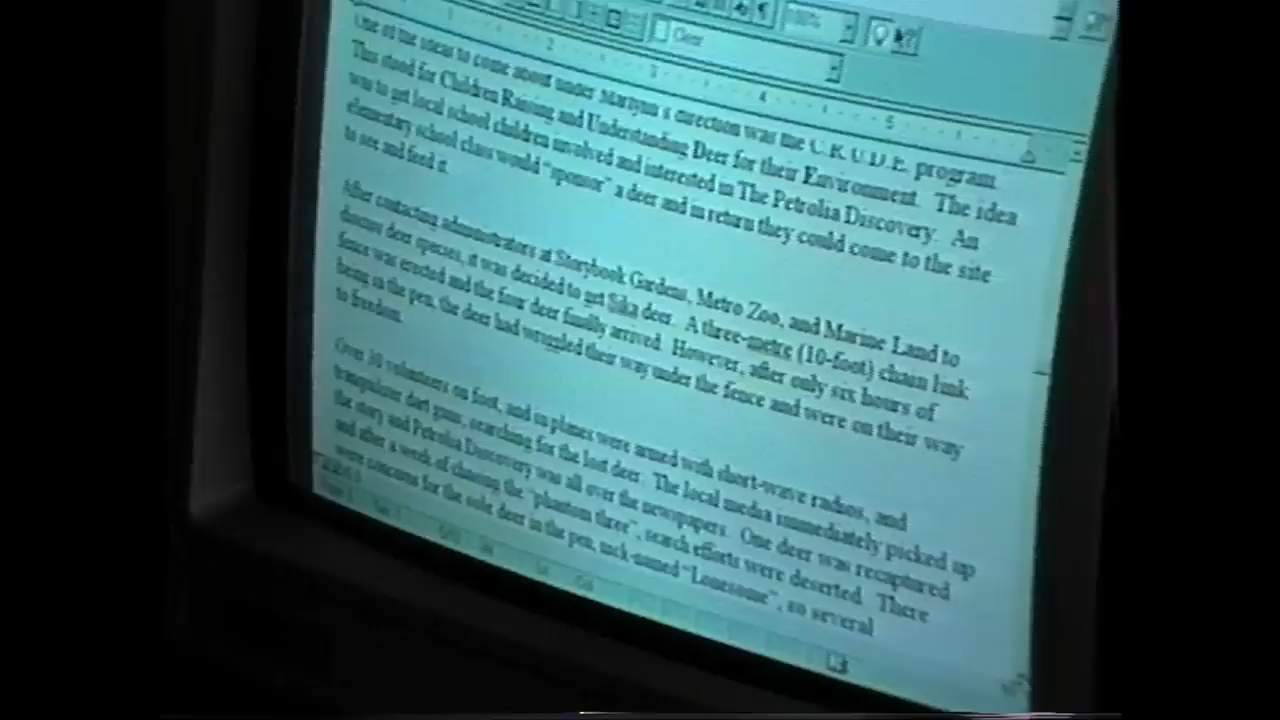 100%
Clear
2 3 4 5
One of the ideas to come about under Marilynn's direction was the C.R.U.D.E. program.
This stood for Children Raising and Understanding Deer for their Environment. The idea
was to get local school children involved and interested in The Petrolia Discovery. An
elementary school class would "sponsor" a deer and in return they could come to the site
to see and feed it.
After contacting administrators at Storybook Gardens, Metro Zoo, and Marine Land to
discuss deer species, it was decided to get Sika deer. A three-metre (10-foot) chain link
fence was erected and the four deer finally arrived. However, after only six hours of
being in the pen, the deer had wruggled their way under the fence and were on their way
to freedom.
Over 30 volunteers on foot, and in planes were armed with short-wave radios, and
tranquilizer dart guns, searching for the lost deer. The local media immediately picked up
the story and Petrolia Discovery was all over the newspapers. One deer was recaptured
and after a week of chasing the "phantom three", search efforts were deserted. There
were concerns for the sole deer in the pen, nick-named "Lonesome", so several